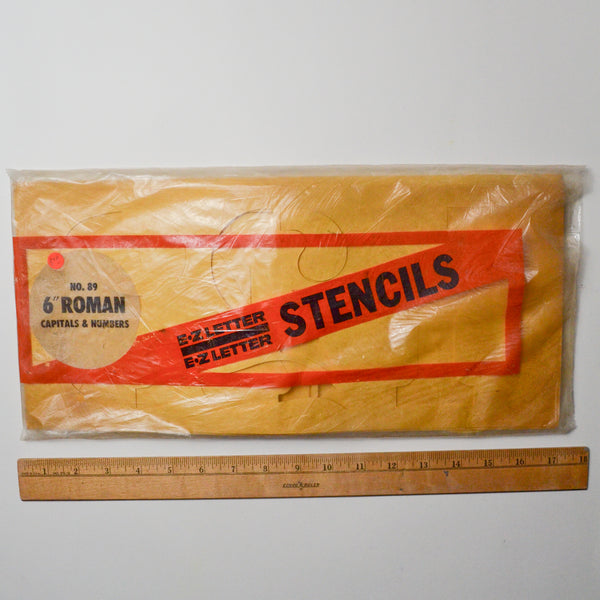 NO. 89
6" ROMAN
CAPITALS & NUMBERS
E-Z LETTER
E-Z LETTER
STENCILS
1 2 3 4 5 6 7 8 9 10 11 12 13 14 15 16 17 18